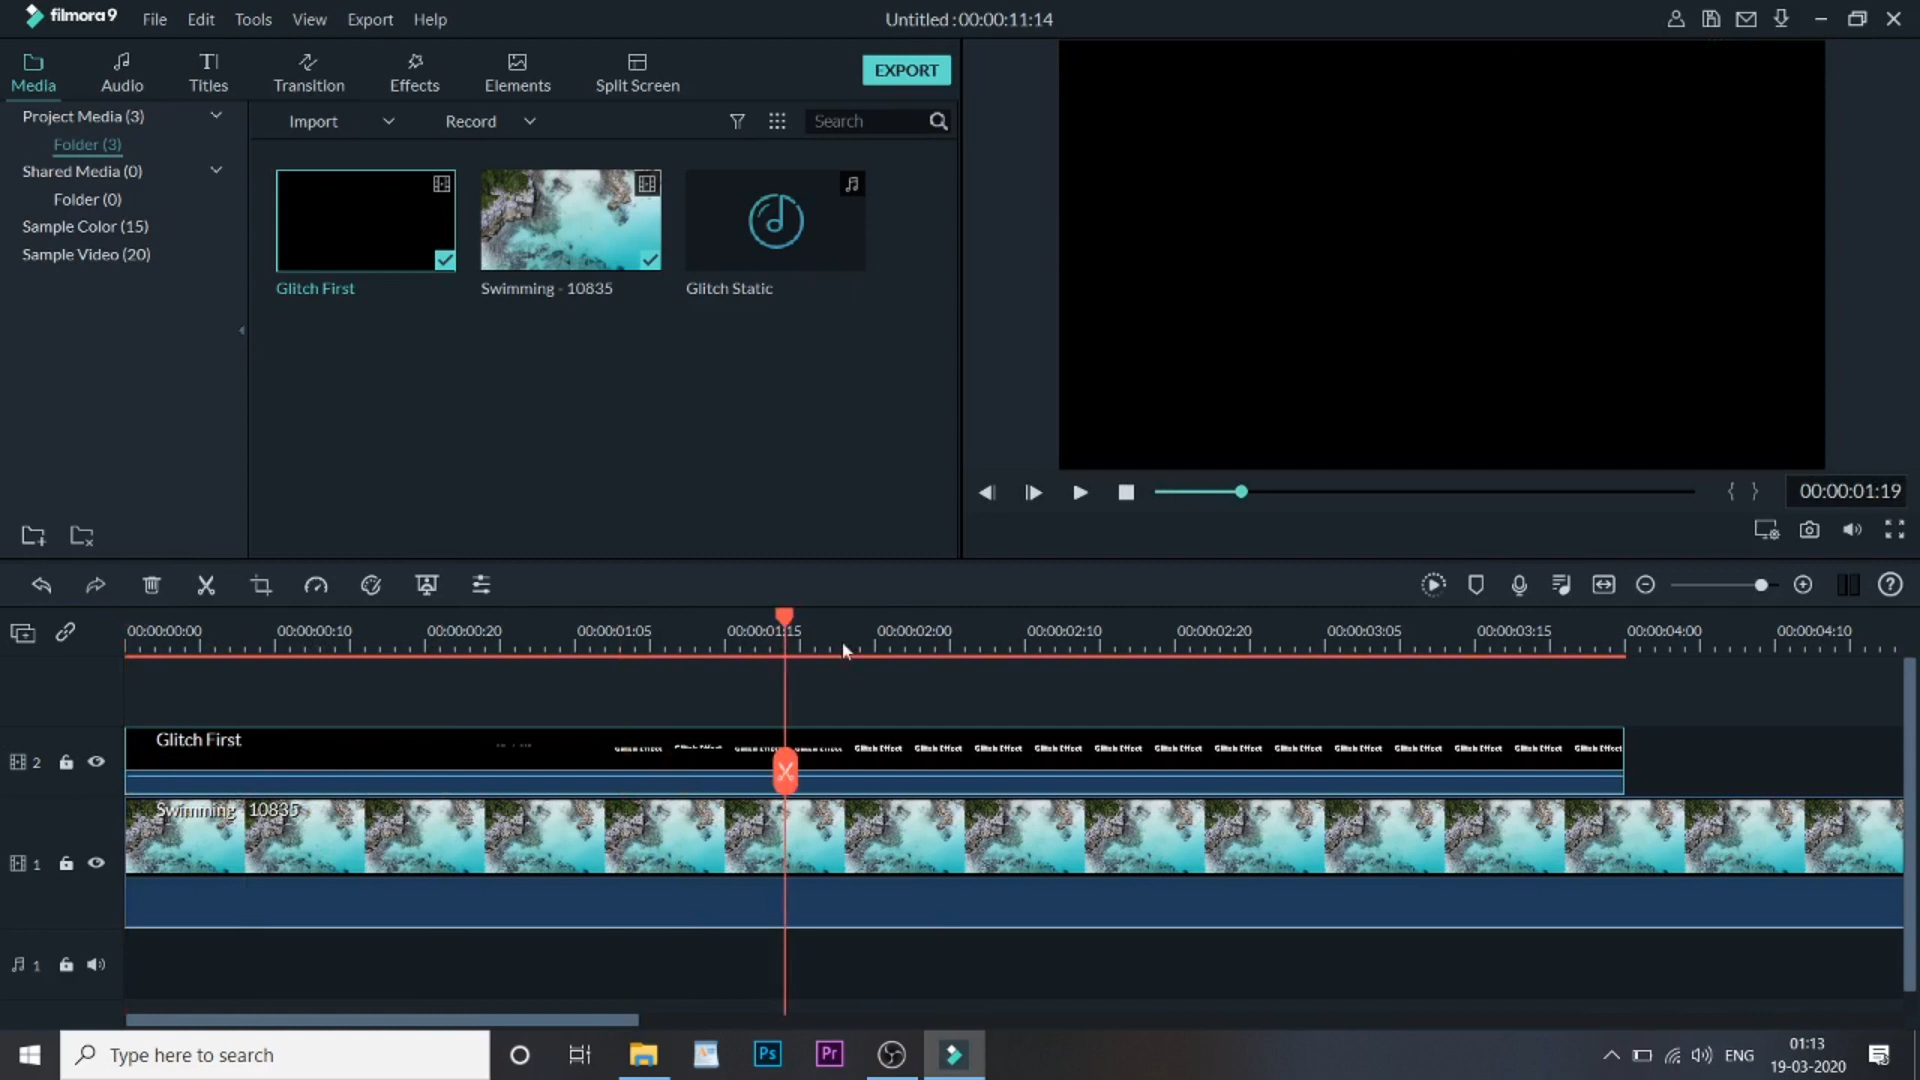 filmora9 File Edit Tools View Export Help Untitled : 00:00:11:14
Media Audio Titles Transition Effects Elements Split Screen EXPORT
Project Media (3) Import Record Search
Folder (3)
Shared Media (0)
Folder (0)
Sample Color (15)
Sample Video (20)
Glitch First Swimming - 10835 Glitch Static
00:00:01:19
00:00:00:00 00:00:00:10 00:00:00:20 00:00:01:05 00:00:01:15 00:00:02:00 00:00:02:10 00:00:02:20 00:00:03:05 00:00:03:15 00:00:04:00 00:00:04:10
Glitch First
2 Glitch Effect Glitch Effect Glitch Effect Glitch Effect Glitch Effect Glitch Effect Glitch Effect Glitch Effect Glitch Effect Glitch Effect Glitch Effect Glitch Effect Glitch Effect
Swimming - 10835
1
1
Type here to search Ps Pr ENG 01:13
19-03-2020